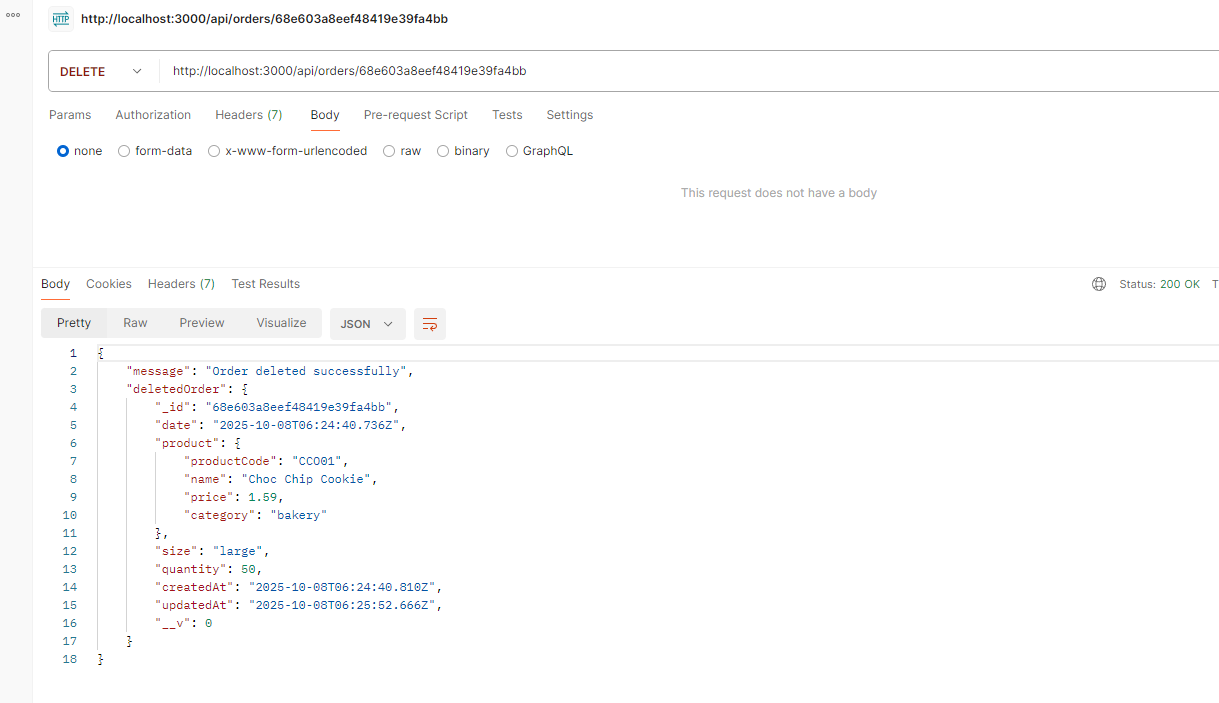 HTTP http://localhost:3000/api/orders/68e603a8eef48419e39fa4bb
DELETE http://localhost:3000/api/orders/68e603a8eef48419e39fa4bb
Params Authorization Headers (7) Body Pre-request Script Tests Settings
none form-data x-www-form-urlencoded raw binary GraphQL
This request does not have a body
Body Cookies Headers (7) Test Results Status: 200 OK T
Pretty Raw Preview Visualize JSON
1 {
2 "message": "Order deleted successfully",
3 "deletedOrder": {
4 "_id": "68e603a8eef48419e39fa4bb",
5 "date": "2025-10-08T06:24:40.736Z",
6 "product": {
7 "productCode": "CCO01",
8 "name": "Choc Chip Cookie",
9 "price": 1.59,
10 "category": "bakery"
11 },
12 "size": "large",
13 "quantity": 50,
14 "createdAt": "2025-10-08T06:24:40.810Z",
15 "updatedAt": "2025-10-08T06:25:52.666Z",
16 "__v": 0
17 }
18 }